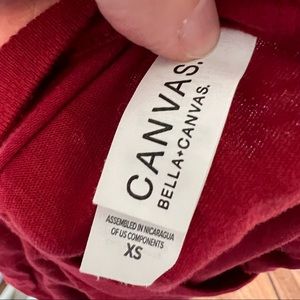 CANVAS.
BELLA+CANVAS.
ASSEMBLED IN NICARAGUA
OF US COMPONENTS
XS